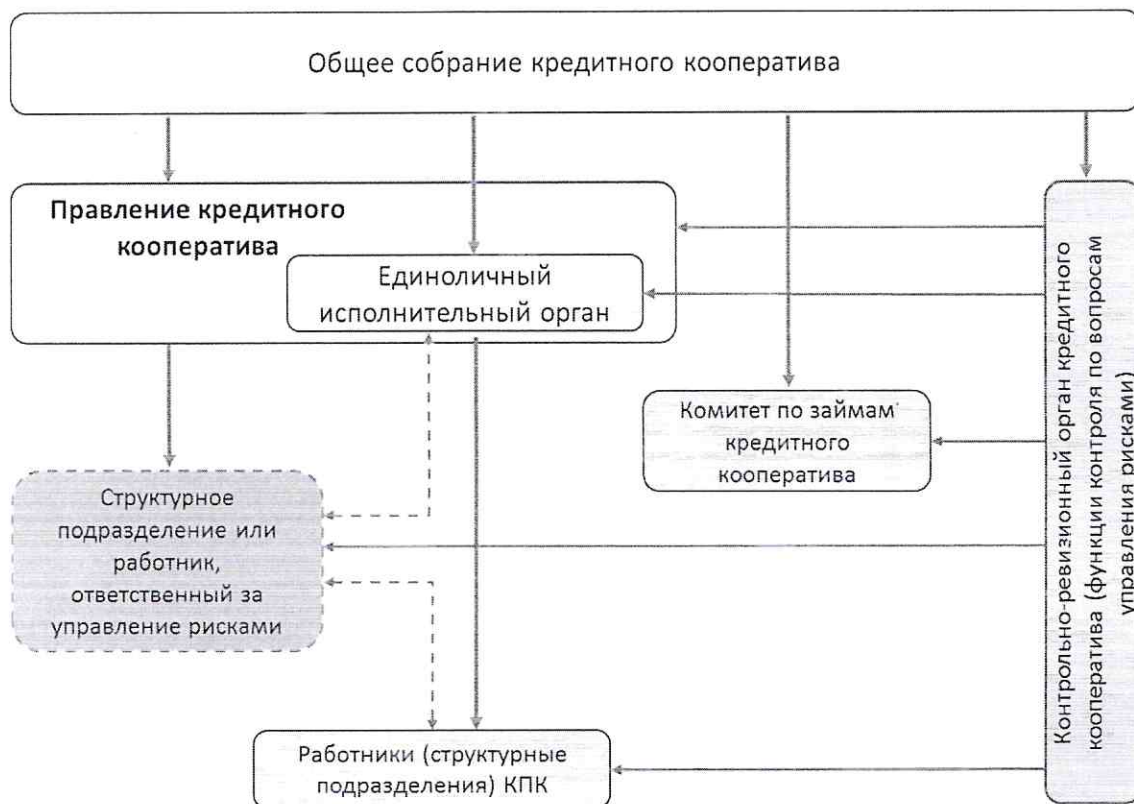 Общее собрание кредитного кооператива
Правление кредитного
кооператива
Единоличный
исполнительный орган
Комитет по займам
кредитного
кооператива
Структурное
подразделение или
работник,
ответственный за
управление рисками
Работники (структурные
подразделения) КПК
Контрольно-ревизионный орган кредитного
кооператива (функции контроля по вопросам
управления рисками)